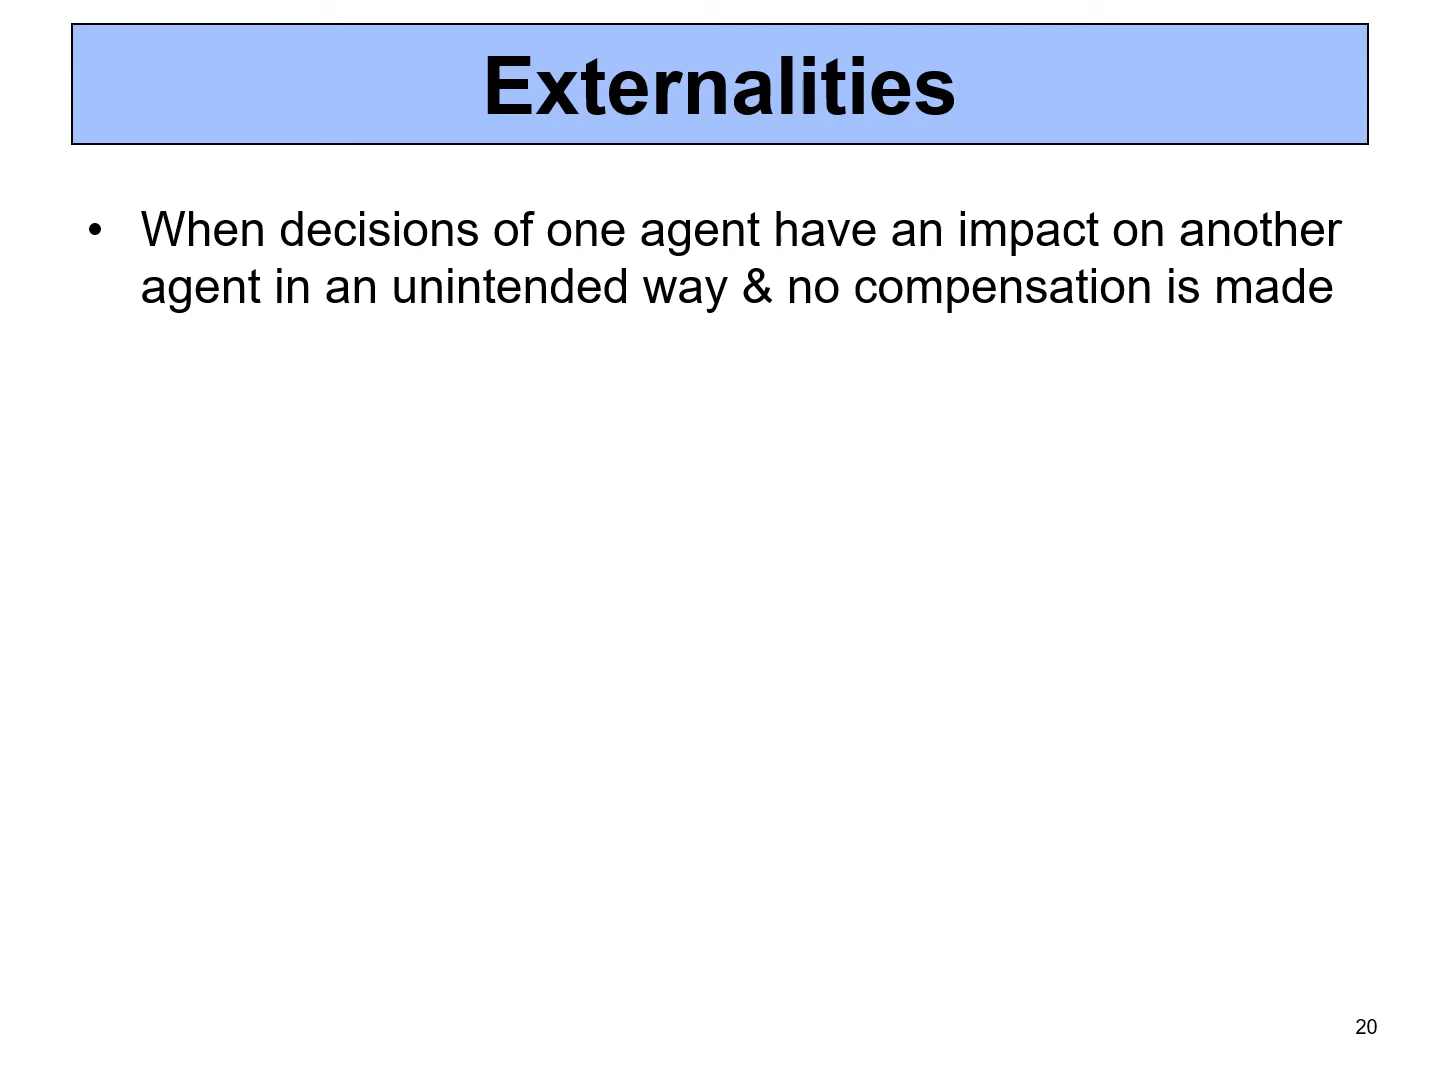 Externalities
• When decisions of one agent have an impact on another
agent in an unintended way & no compensation is made
20